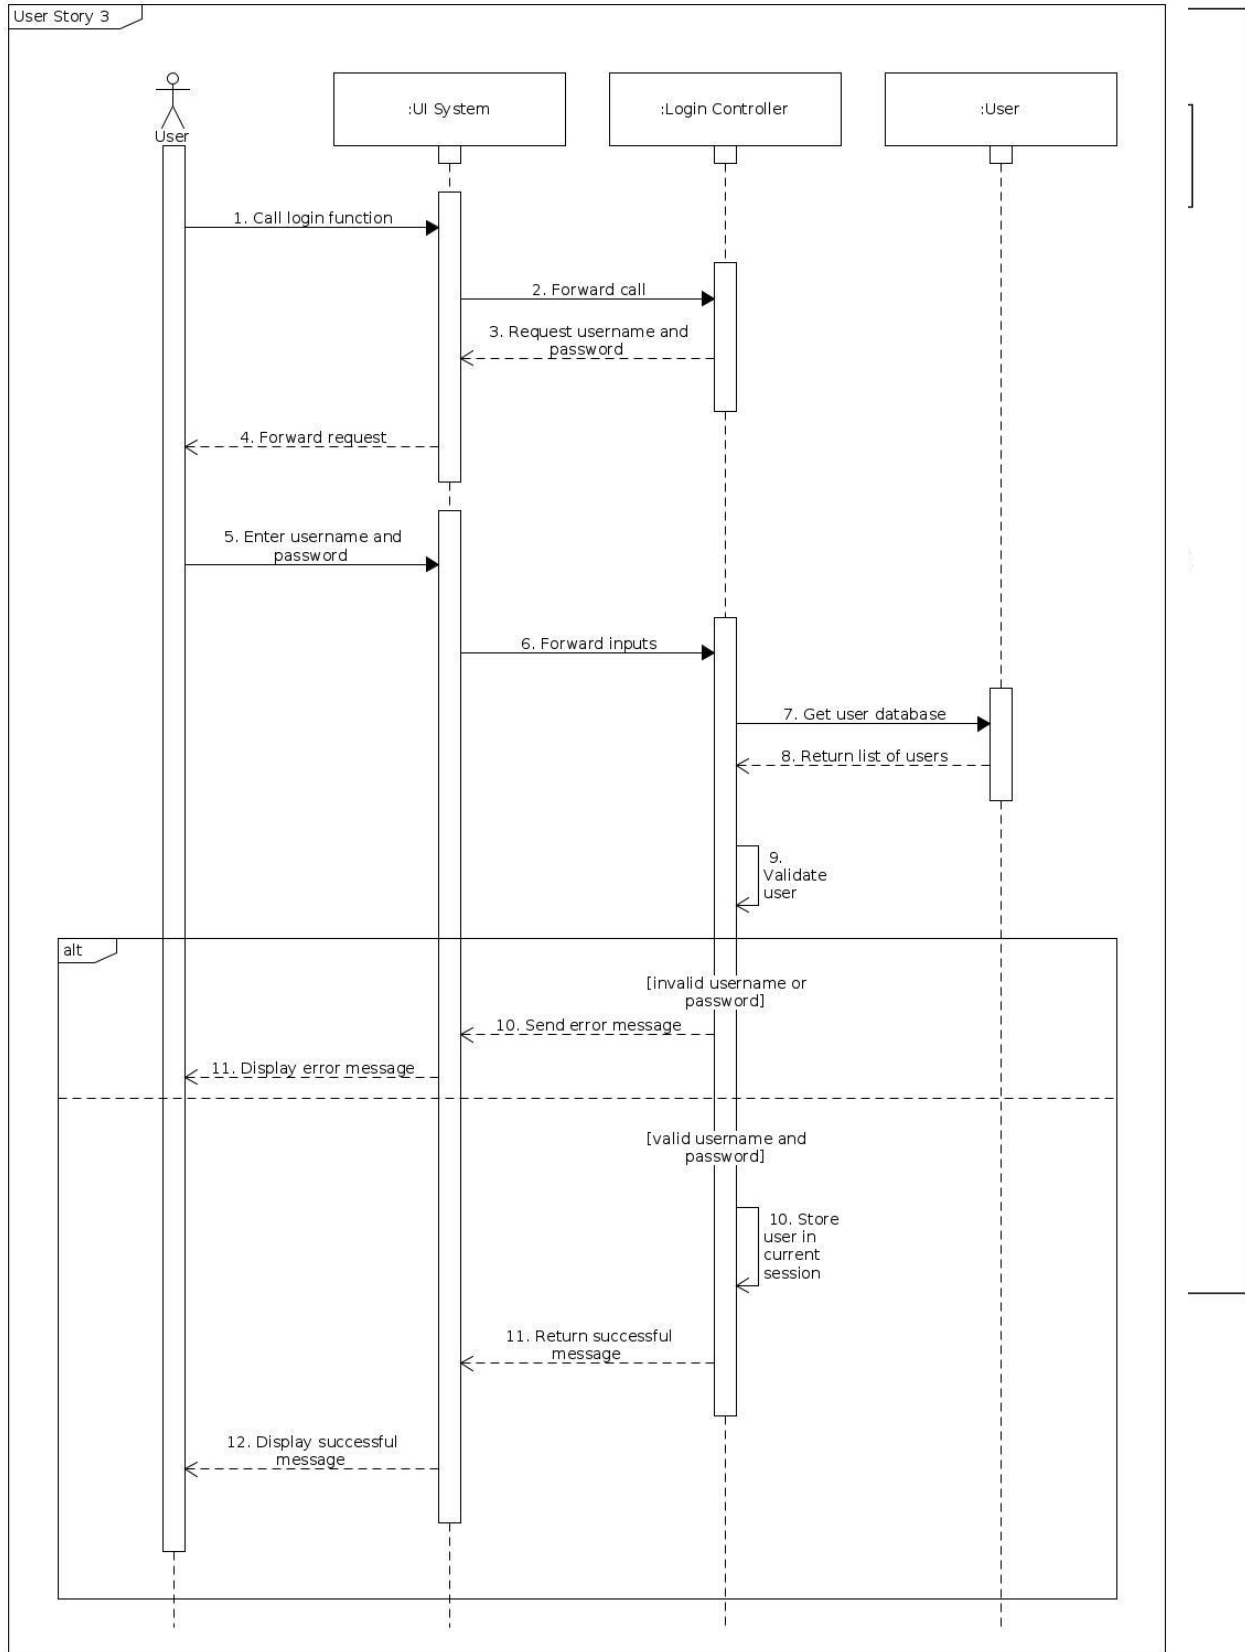 User Story 3
User
:UI System
:Login Controller
:User
1. Call login function
2. Forward call
3. Request username and
password
4. Forward request
5. Enter username and
password
6. Forward inputs
7. Get user database
8. Return list of users
9.
Validate
user
alt
[invalid username or
password]
10. Send error message
11. Display error message
[valid username and
password]
10. Store
user in
current
session
11. Return successful
message
12. Display successful
message